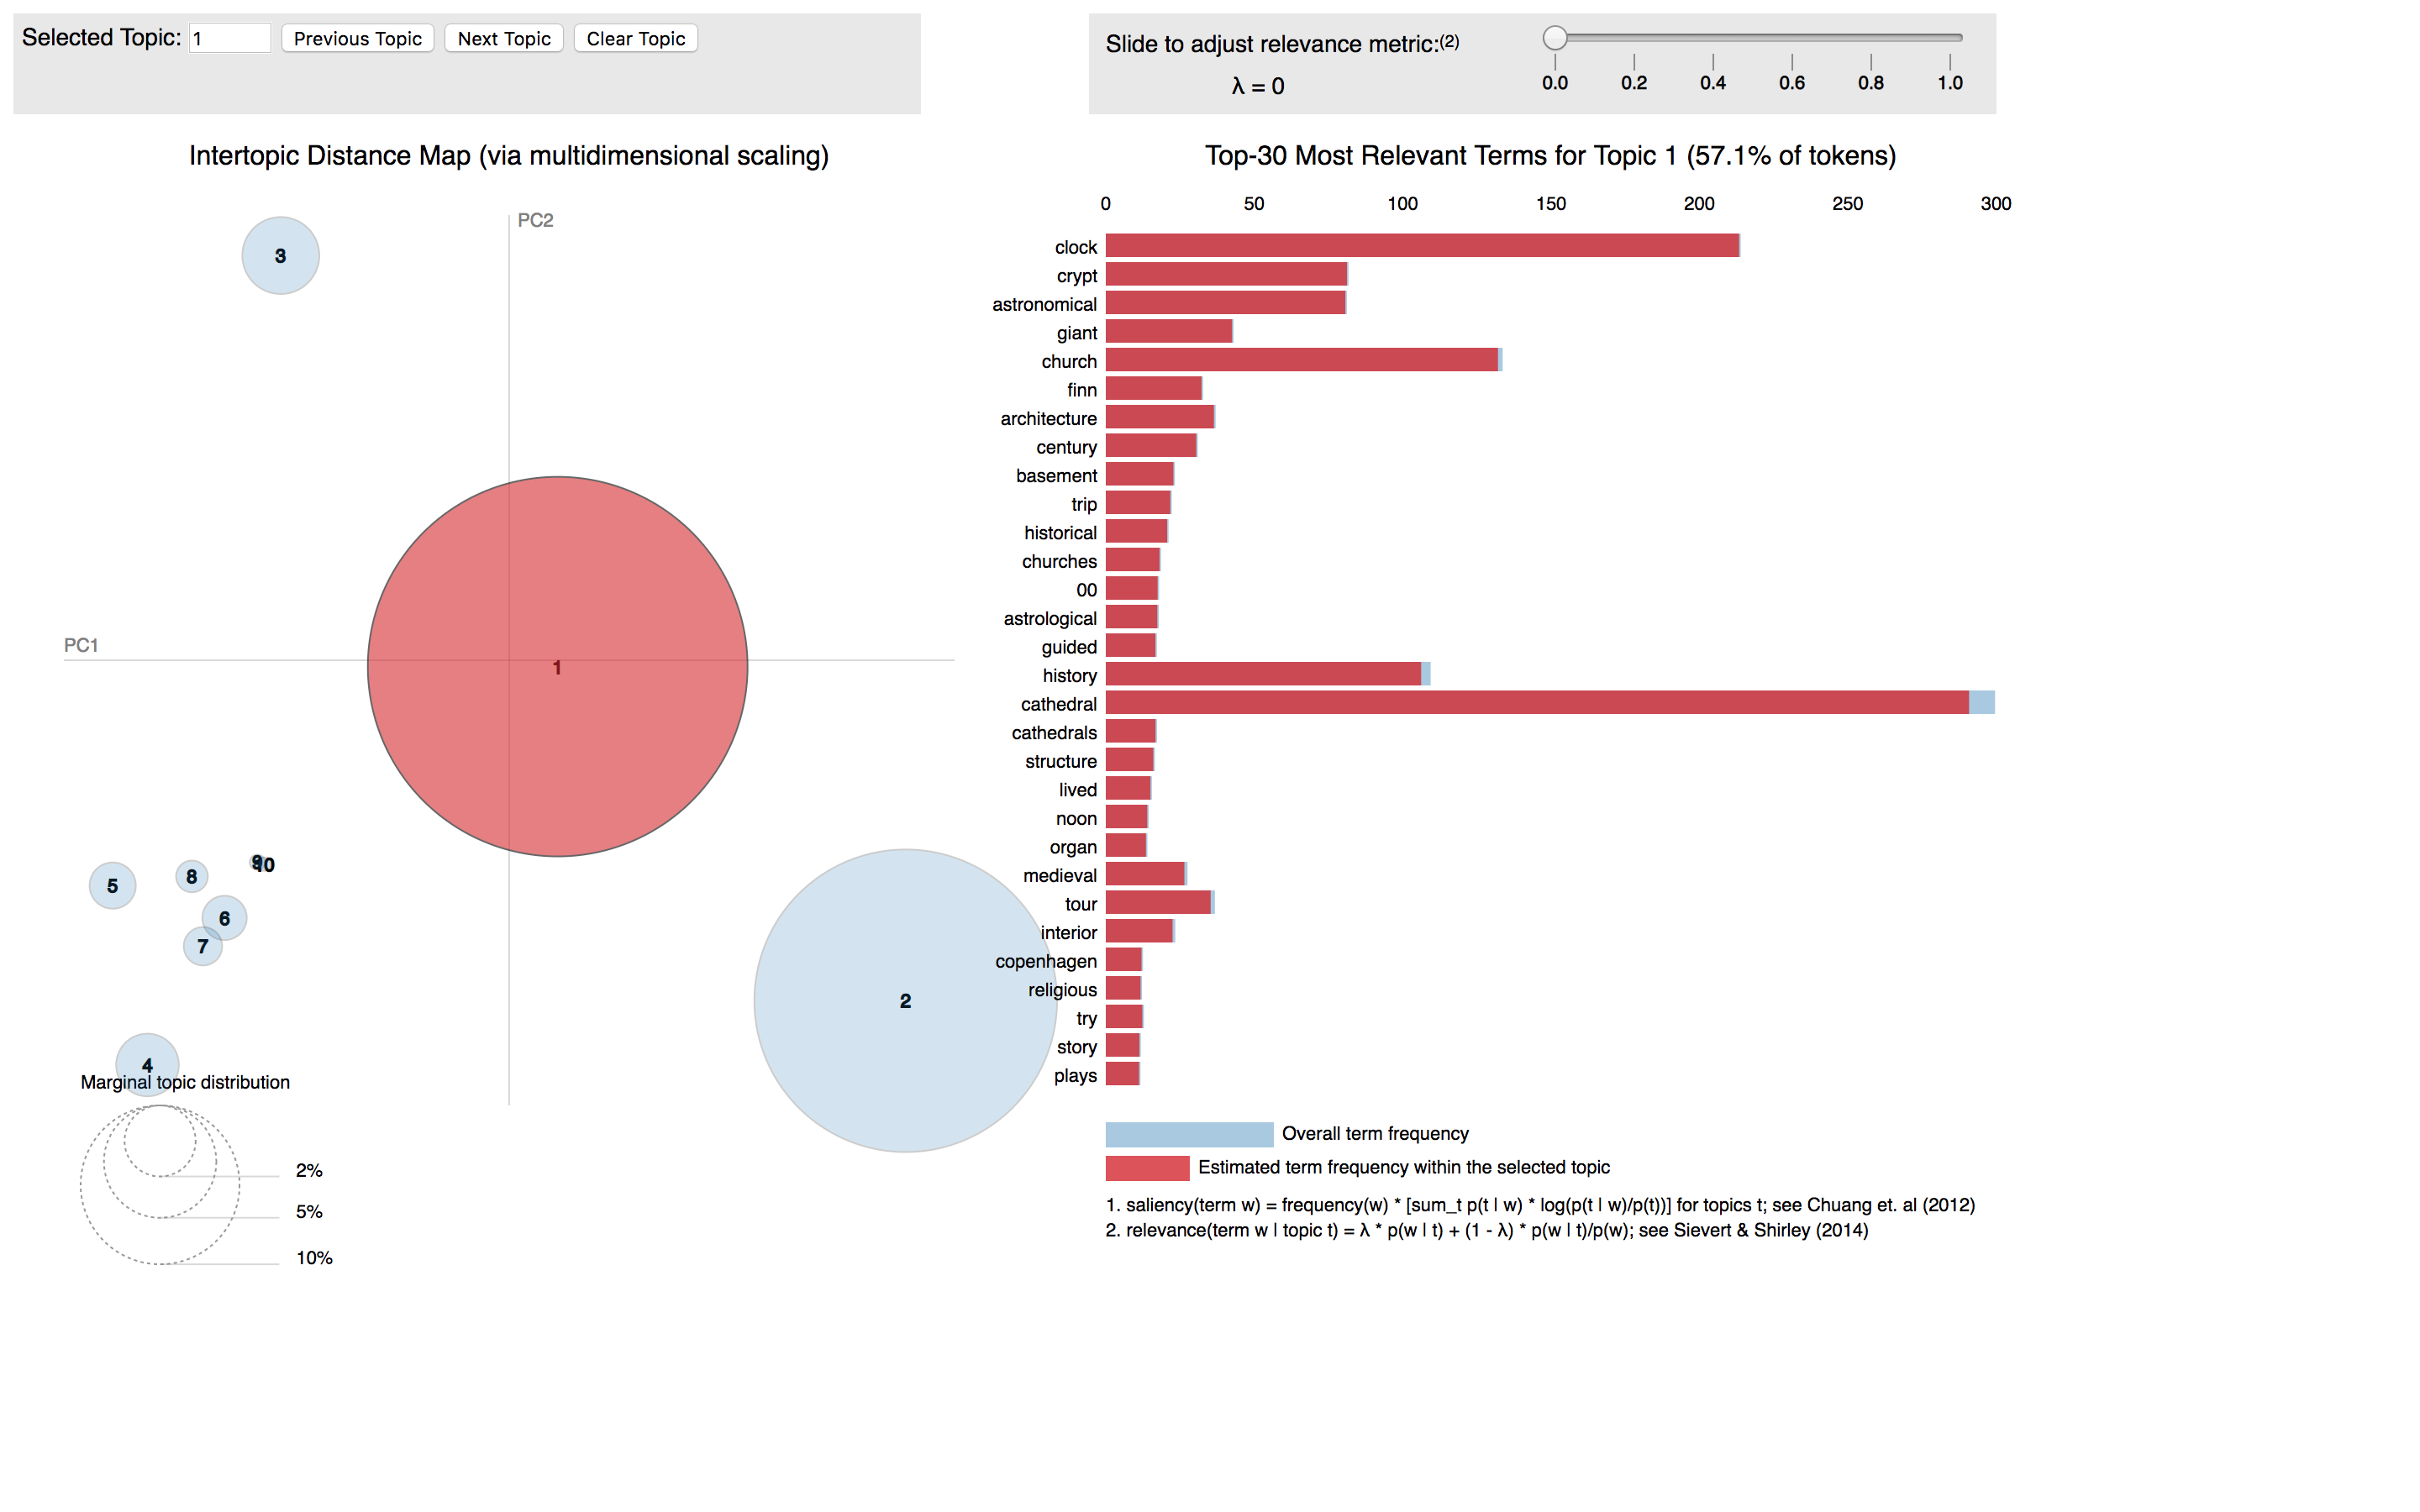 Selected Topic: 1 Previous Topic Next Topic Clear Topic
Slide to adjust relevance metric:(2)
λ = 0
0.0 0.2 0.4 0.6 0.8 1.0
Intertopic Distance Map (via multidimensional scaling)
PC2
PC1
3
1
5
8
9
10
6
7
2
4
Marginal topic distribution
2%
5%
10%
Top-30 Most Relevant Terms for Topic 1 (57.1% of tokens)
0 50 100 150 200 250 300
clock
crypt
astronomical
giant
church
finn
architecture
century
basement
trip
historical
churches
00
astrological
guided
history
cathedral
cathedrals
structure
lived
noon
organ
medieval
tour
interior
copenhagen
religious
try
story
plays
Overall term frequency
Estimated term frequency within the selected topic
1. saliency(term w) = frequency(w) * [sum_t p(t | w) * log(p(t | w)/p(t))] for topics t; see Chuang et. al (2012)
2. relevance(term w | topic t) = λ * p(w | t) + (1 - λ) * p(w | t)/p(w); see Sievert & Shirley (2014)